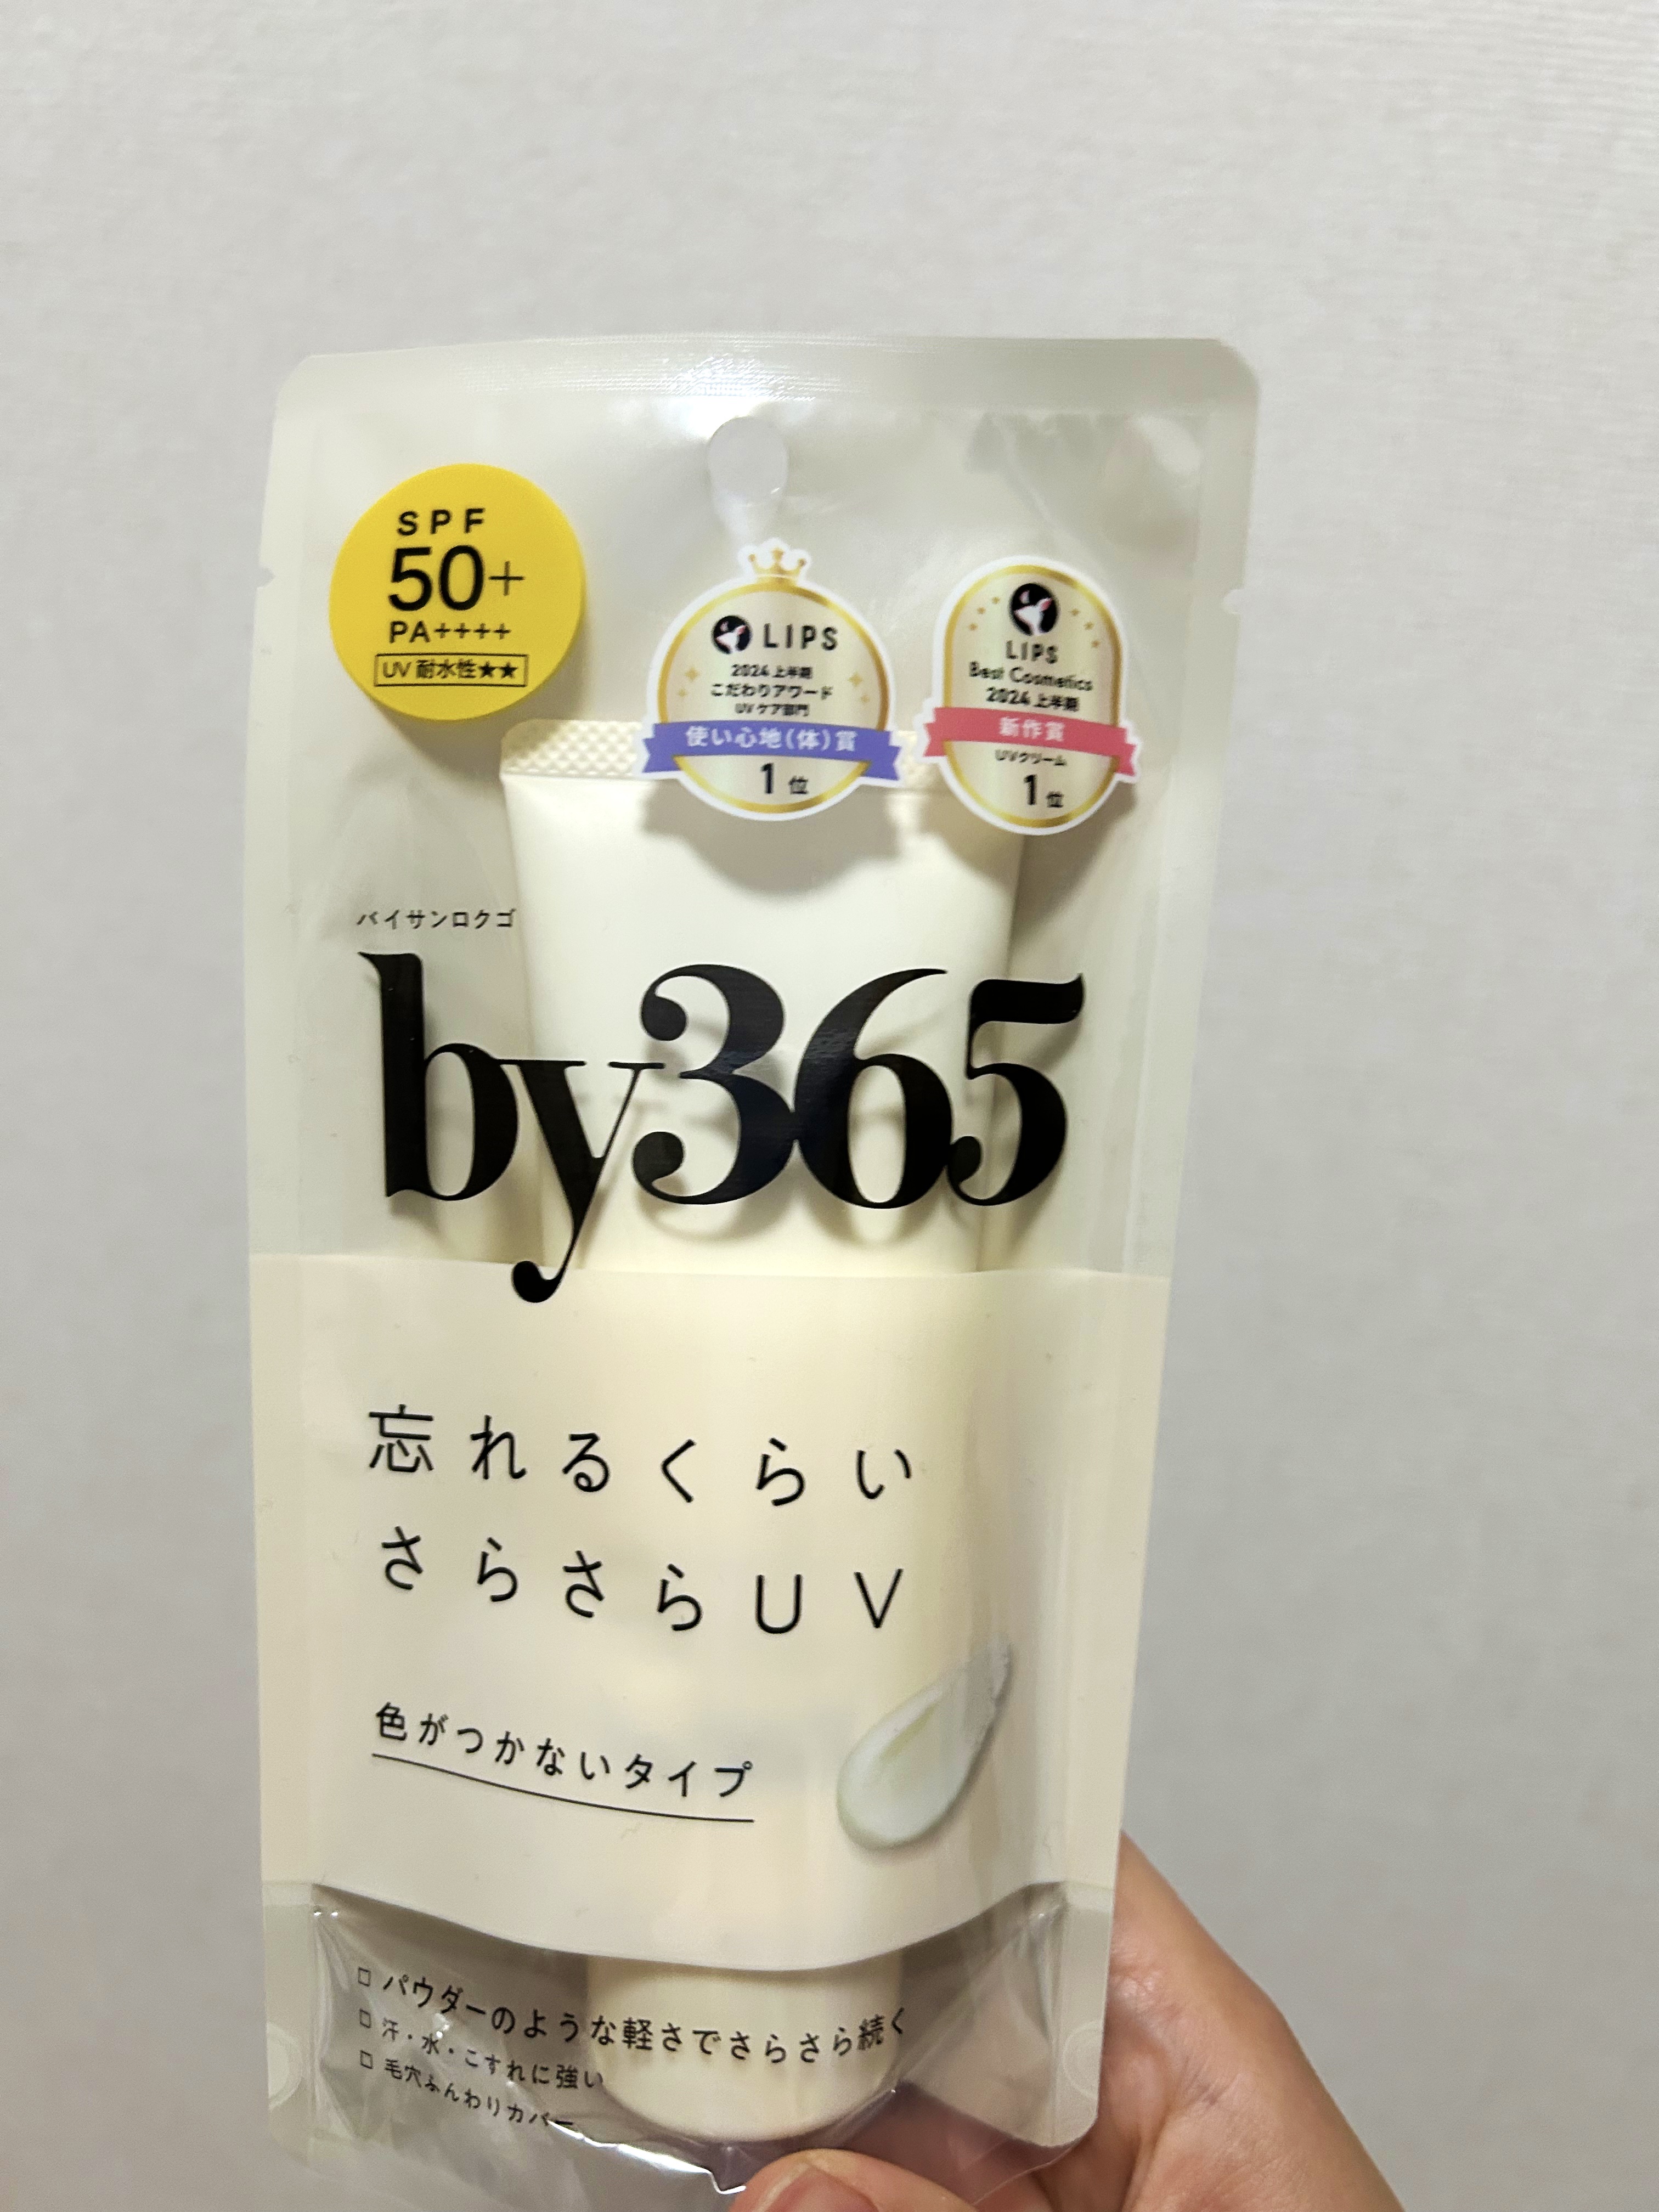 SPF
50+
PA++++
UV 耐水性★★
LIPS
2024 上半期
こだわりアワード
UV ケア部門
使い心地(体)賞
1 位
LIPS
Best Cosmetics
2024 上半期
新作賞
UVクリーム
1 位
バイサンロクゴ
by365
忘れるくらい
さらさらUV
色がつかないタイプ
□ パウダーのような軽さでさらさら続く
□ 汗・水・こすれに強い
□ 毛穴ふんわりカバー